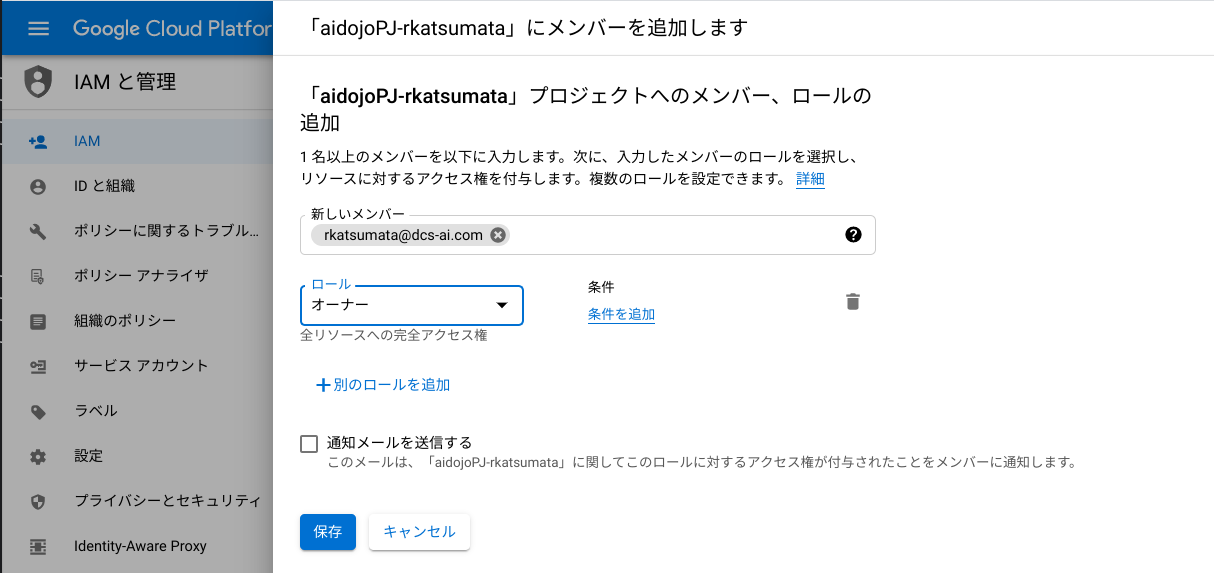 Google Cloud Platfor
「aidojoPJ-rkatsumata」にメンバーを追加します
IAM と管理
IAM
ID と組織
ポリシーに関するトラブル...
ポリシー アナライザ
組織のポリシー
サービス アカウント
ラベル
設定
プライバシーとセキュリティ
Identity-Aware Proxy
「aidojoPJ-rkatsumata」プロジェクトへのメンバー、ロールの
追加
1 名以上のメンバーを以下に入力します。次に、入力したメンバーのロールを選択し、
リソースに対するアクセス権を付与します。複数のロールを設定できます。 詳細
新しいメンバー
rkatsumata@dcs-ai.com
ロール
オーナー
条件
条件を追加
全リソースへの完全アクセス権
+別のロールを追加
通知メールを送信する
このメールは、「aidojoPJ-rkatsumata」に関してこのロールに対するアクセス権が付与されたことをメンバーに通知します。
保存
キャンセル